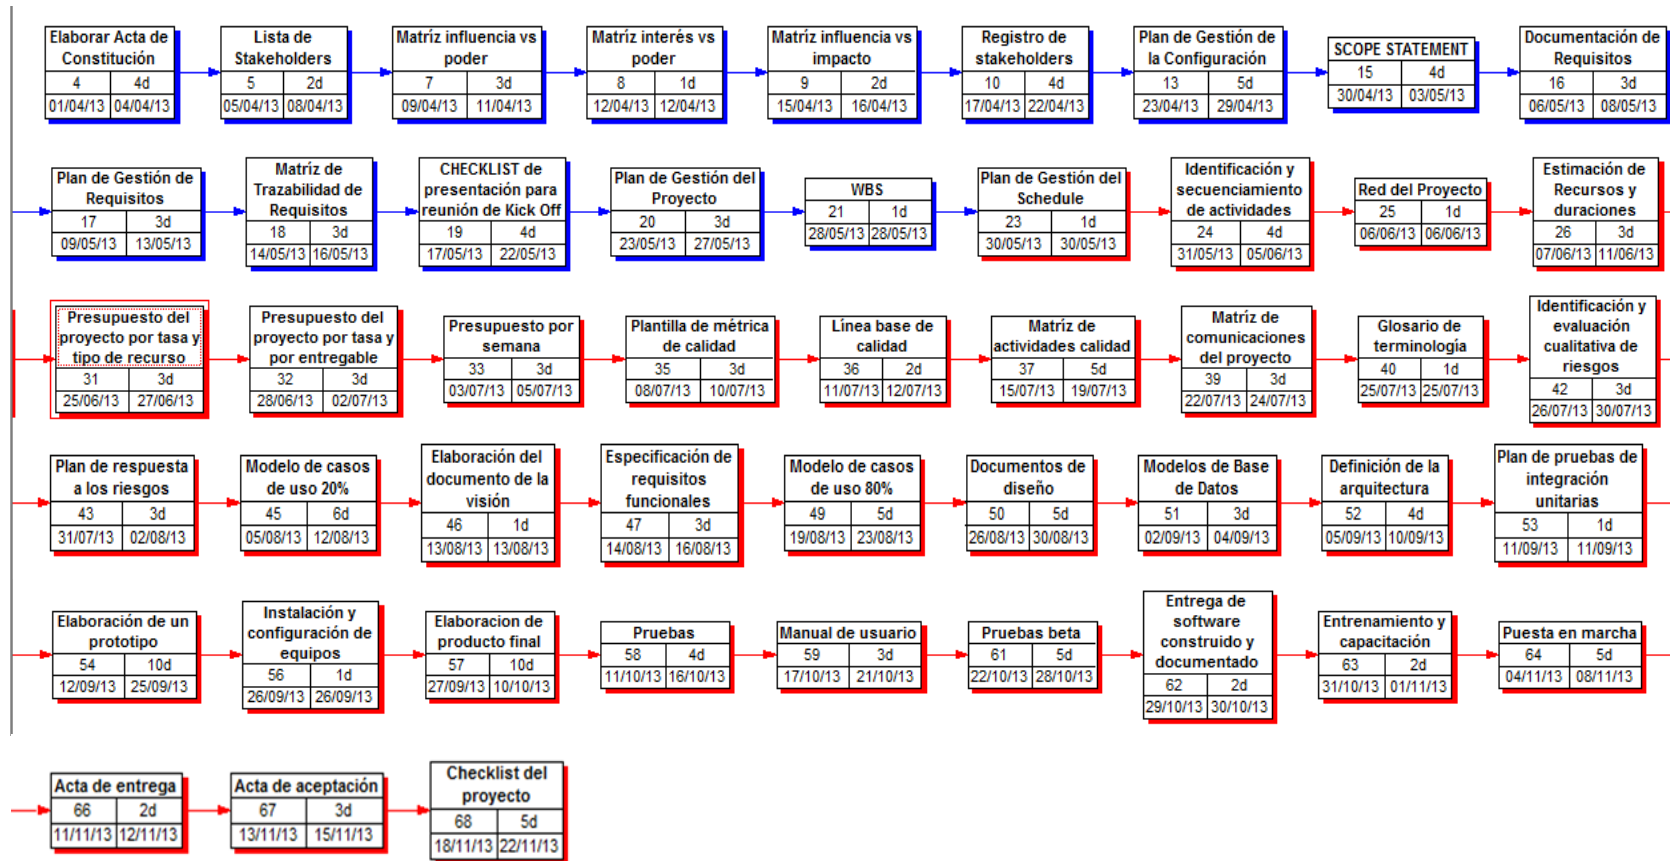 Elaborar Acta de
Constitución
4 4d
01/04/13 04/04/13
Lista de
Stakeholders
5 2d
05/04/13 08/04/13
Matríz influencia vs
poder
7 3d
09/04/13 11/04/13
Matríz interés vs
poder
8 1d
12/04/13 12/04/13
Matríz influencia vs
impacto
9 2d
15/04/13 16/04/13
Registro de
stakeholders
10 4d
17/04/13 22/04/13
Plan de Gestión de
la Configuración
13 5d
23/04/13 29/04/13
SCOPE STATEMENT
15 4d
30/04/13 03/05/13
Documentación de
Requisitos
16 3d
06/05/13 08/05/13
Plan de Gestión de
Requisitos
17 3d
09/05/13 13/05/13
Matríz de
Trazabilidad de
Requisitos
18 3d
14/05/13 16/05/13
CHECKLIST de
presentación para
reunión de Kick Off
19 4d
17/05/13 22/05/13
Plan de Gestión del
Proyecto
20 3d
23/05/13 27/05/13
WBS
21 1d
28/05/13 28/05/13
Plan de Gestión del
Schedule
23 1d
30/05/13 30/05/13
Identificación y
secuenciamiento
de actividades
24 4d
31/05/13 05/06/13
Red del Proyecto
25 1d
06/06/13 06/06/13
Estimación de
Recursos y
duraciones
26 3d
07/06/13 11/06/13
Presupuesto del
proyecto por tasa y
tipo de recurso
31 3d
25/06/13 27/06/13
Presupuesto del
proyecto por tasa y
por entregable
32 3d
28/06/13 02/07/13
Presupuesto por
semana
33 3d
03/07/13 05/07/13
Plantilla de métrica
de calidad
35 3d
08/07/13 10/07/13
Línea base de
calidad
36 2d
11/07/13 12/07/13
Matríz de
actividades calidad
37 5d
15/07/13 19/07/13
Matríz de
comunicaciones
del proyecto
39 3d
22/07/13 24/07/13
Glosario de
terminología
40 1d
25/07/13 25/07/13
Identificación y
evaluación
cualitativa de
riesgos
42 3d
26/07/13 30/07/13
Plan de respuesta
a los riesgos
43 3d
31/07/13 02/08/13
Modelo de casos
de uso 20%
45 6d
05/08/13 12/08/13
Elaboración del
documento de la
visión
46 1d
13/08/13 13/08/13
Especificación de
requisitos
funcionales
47 3d
14/08/13 16/08/13
Modelo de casos
de uso 80%
49 5d
19/08/13 23/08/13
Documentos de
diseño
50 5d
26/08/13 30/08/13
Modelos de Base
de Datos
51 3d
02/09/13 04/09/13
Definición de la
arquitectura
52 4d
05/09/13 10/09/13
Plan de pruebas de
integración
unitarias
53 1d
11/09/13 11/09/13
Elaboración de un
prototipo
54 10d
12/09/13 25/09/13
Instalación y
configuración de
equipos
56 1d
26/09/13 26/09/13
Elaboracion de
producto final
57 10d
27/09/13 10/10/13
Pruebas
58 4d
11/10/13 16/10/13
Manual de usuario
59 3d
17/10/13 21/10/13
Pruebas beta
61 5d
22/10/13 28/10/13
Entrega de
software
construido y
documentado
62 2d
29/10/13 30/10/13
Entrenamiento y
capacitación
63 2d
31/10/13 01/11/13
Puesta en marcha
64 5d
04/11/13 08/11/13
Acta de entrega
66 2d
11/11/13 12/11/13
Acta de aceptación
67 3d
13/11/13 15/11/13
Checklist del
proyecto
68 5d
18/11/13 22/11/13